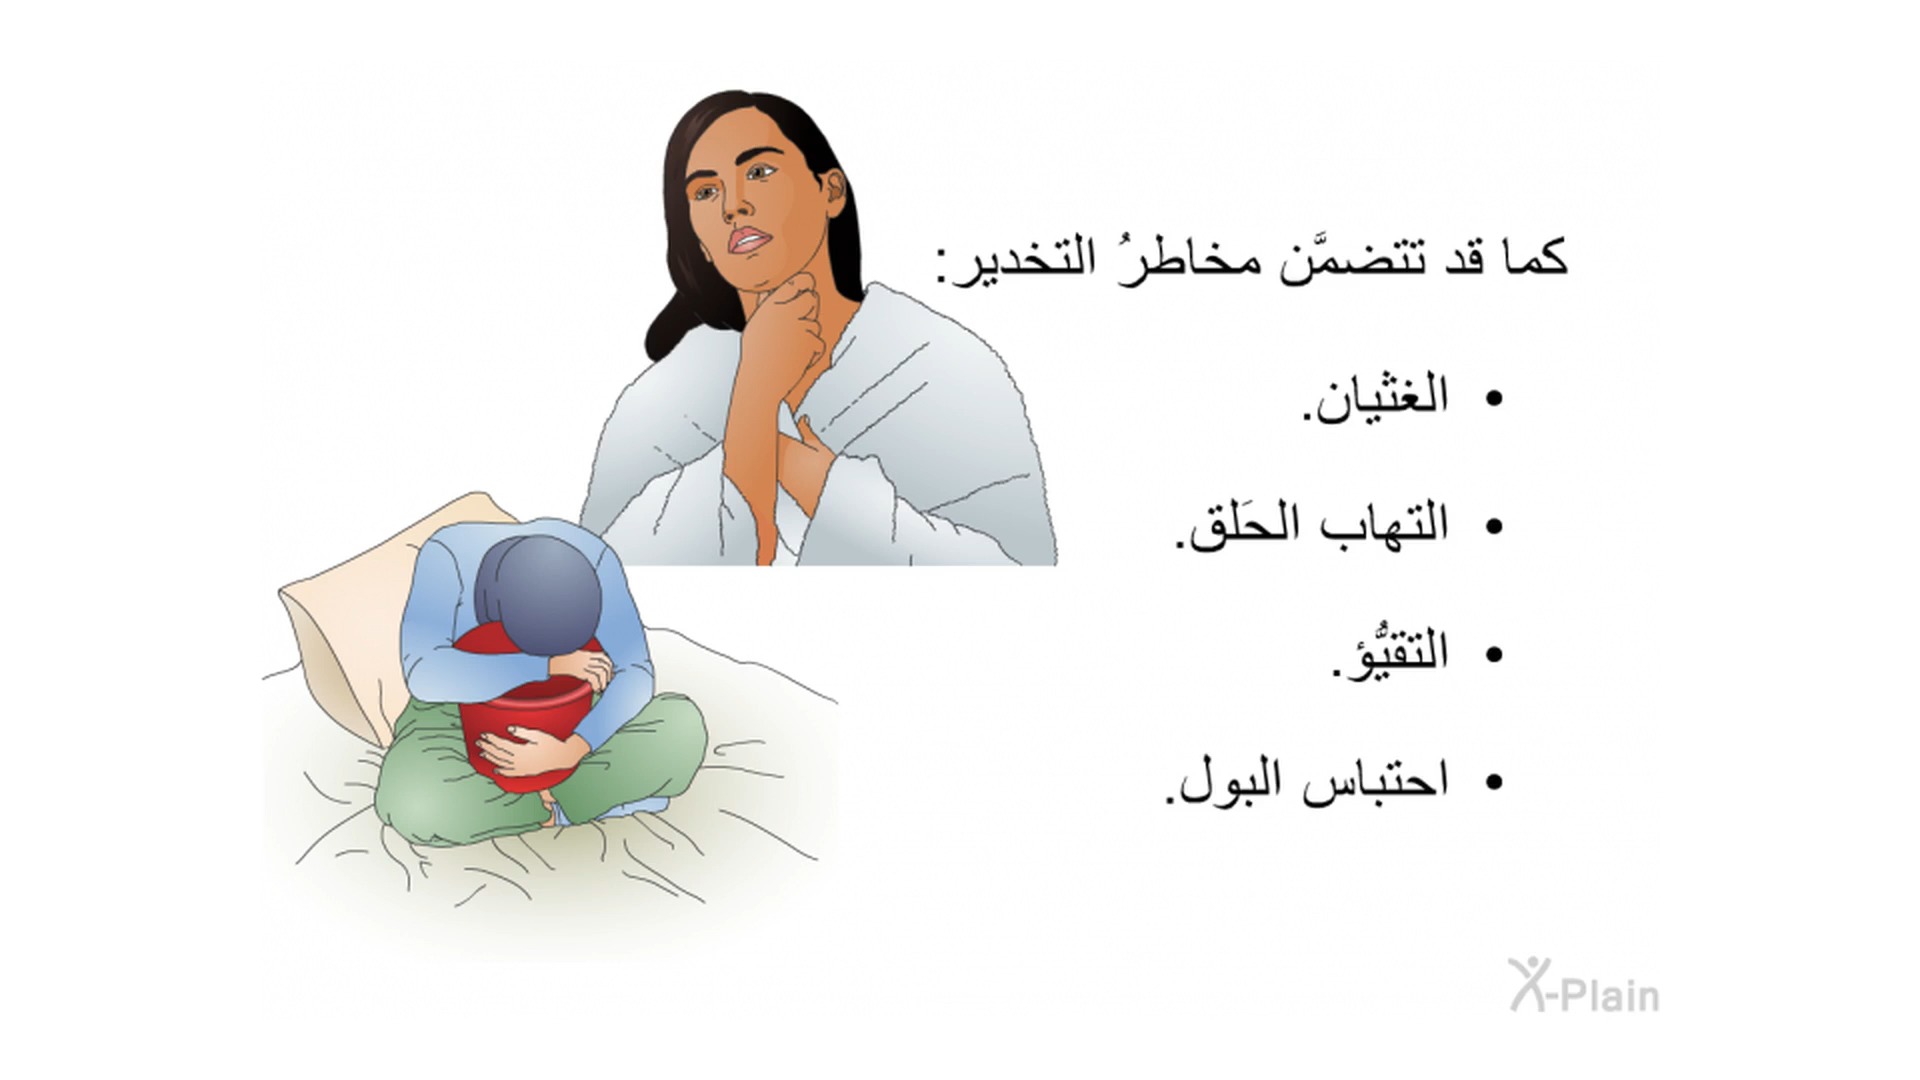 كما قد تتضمَّن مخاطرُ التخدير:
• الغثيان.
• التهاب الحَلق.
• التقيُّؤ.
• احتباس البول.
X-Plain